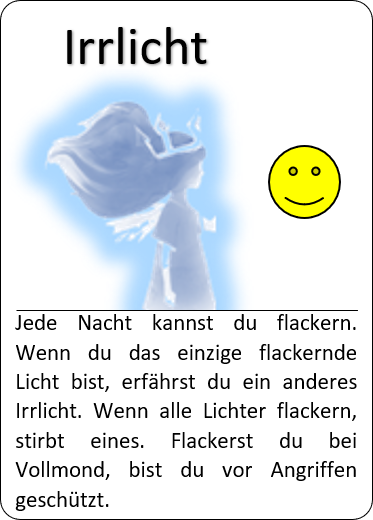 Irrlicht
Jede Nacht kannst du flackern.
Wenn du das einzige flackernde
Licht bist, erfährst du ein anderes
Irrlicht. Wenn alle Lichter flackern,
stirbt eines. Flackerst du bei
Vollmond, bist du vor Angriffen
geschützt.